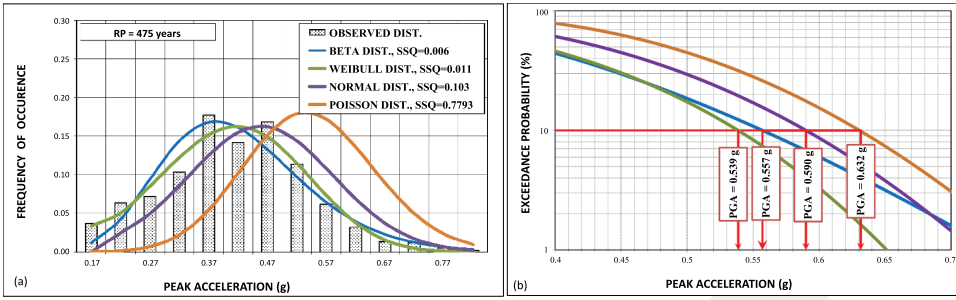 RP = 475 years
OBSERVED DIST.
BETA DIST., SSQ=0.006
WEIBULL DIST., SSQ=0.011
NORMAL DIST., SSQ=0.103
POISSON DIST., SSQ=0.7793
FREQUENCY OF OCCURENCE
0.30
0.25
0.20
0.15
0.10
0.05
0.00
0.17
0.27
0.37
0.47
0.57
0.67
0.77
(a)
PEAK ACCELERATION (g)
EXCEEDANCE PROBABILITY (%)
100
10
1
PGA = 0.539 g
PGA = 0.557 g
PGA = 0.590 g
PGA = 0.632 g
0.4
0.45
0.5
0.55
0.6
0.65
0.7
(b)
PEAK ACCELERATION (g)